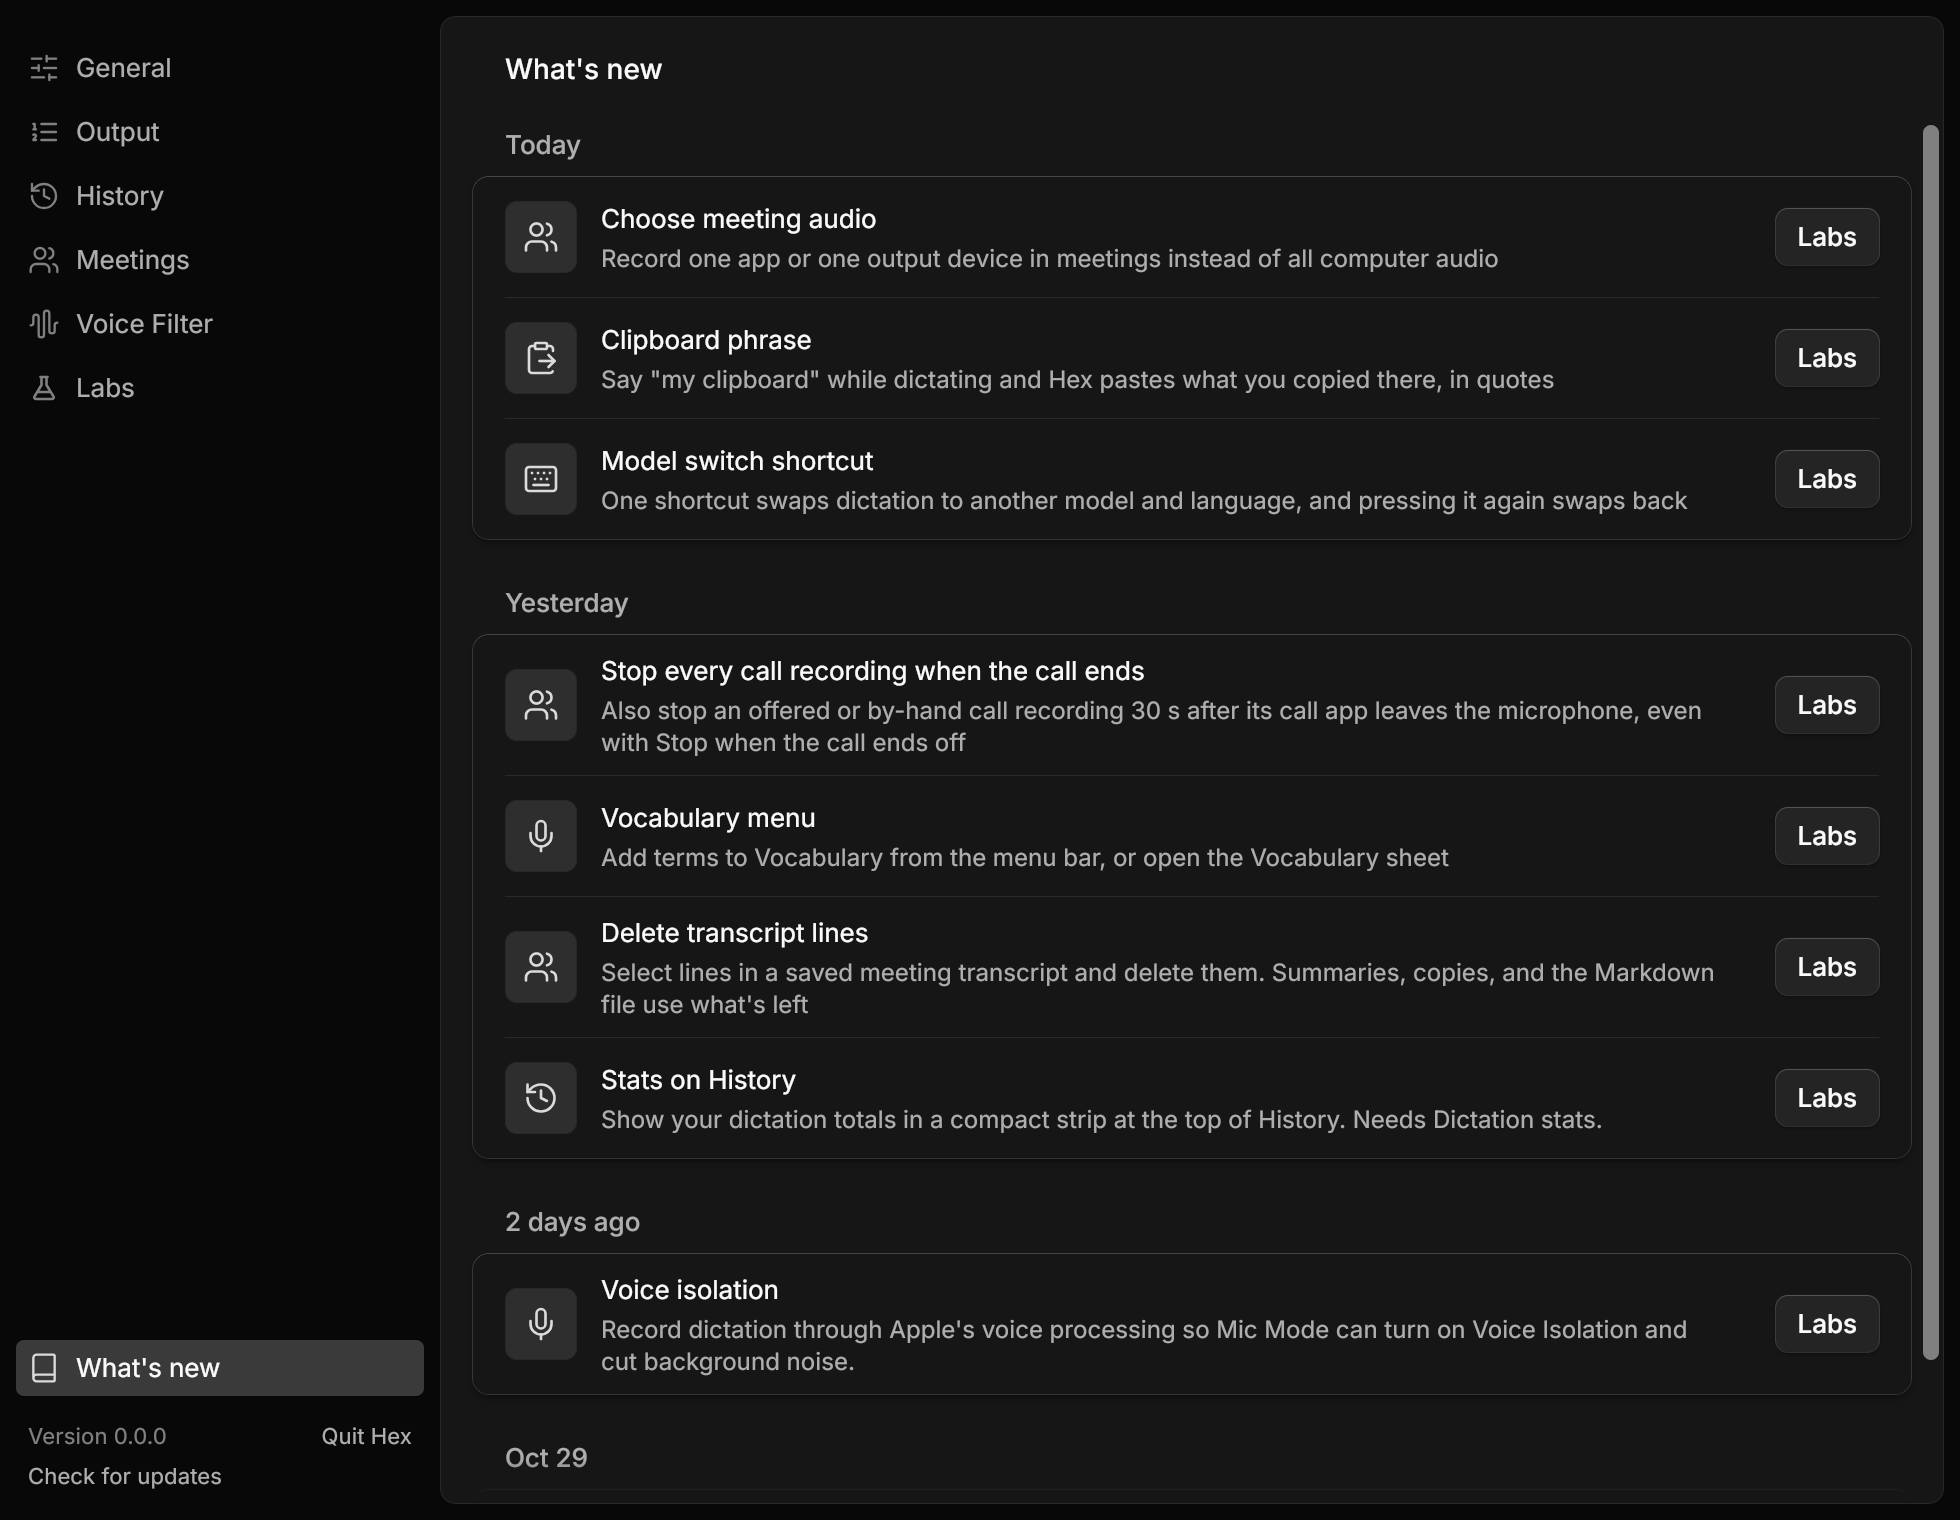 General
Output
History
Meetings
Voice Filter
Labs
What's new
Version 0.0.0
Quit Hex
Check for updates
What's new
Today
Choose meeting audio
Record one app or one output device in meetings instead of all computer audio
Labs
Clipboard phrase
Say "my clipboard" while dictating and Hex pastes what you copied there, in quotes
Labs
Model switch shortcut
One shortcut swaps dictation to another model and language, and pressing it again swaps back
Labs
Yesterday
Stop every call recording when the call ends
Also stop an offered or by-hand call recording 30 s after its call app leaves the microphone, even
with Stop when the call ends off
Labs
Vocabulary menu
Add terms to Vocabulary from the menu bar, or open the Vocabulary sheet
Labs
Delete transcript lines
Select lines in a saved meeting transcript and delete them. Summaries, copies, and the Markdown
file use what's left
Labs
Stats on History
Show your dictation totals in a compact strip at the top of History. Needs Dictation stats.
Labs
2 days ago
Voice isolation
Record dictation through Apple's voice processing so Mic Mode can turn on Voice Isolation and
cut background noise.
Labs
Oct 29